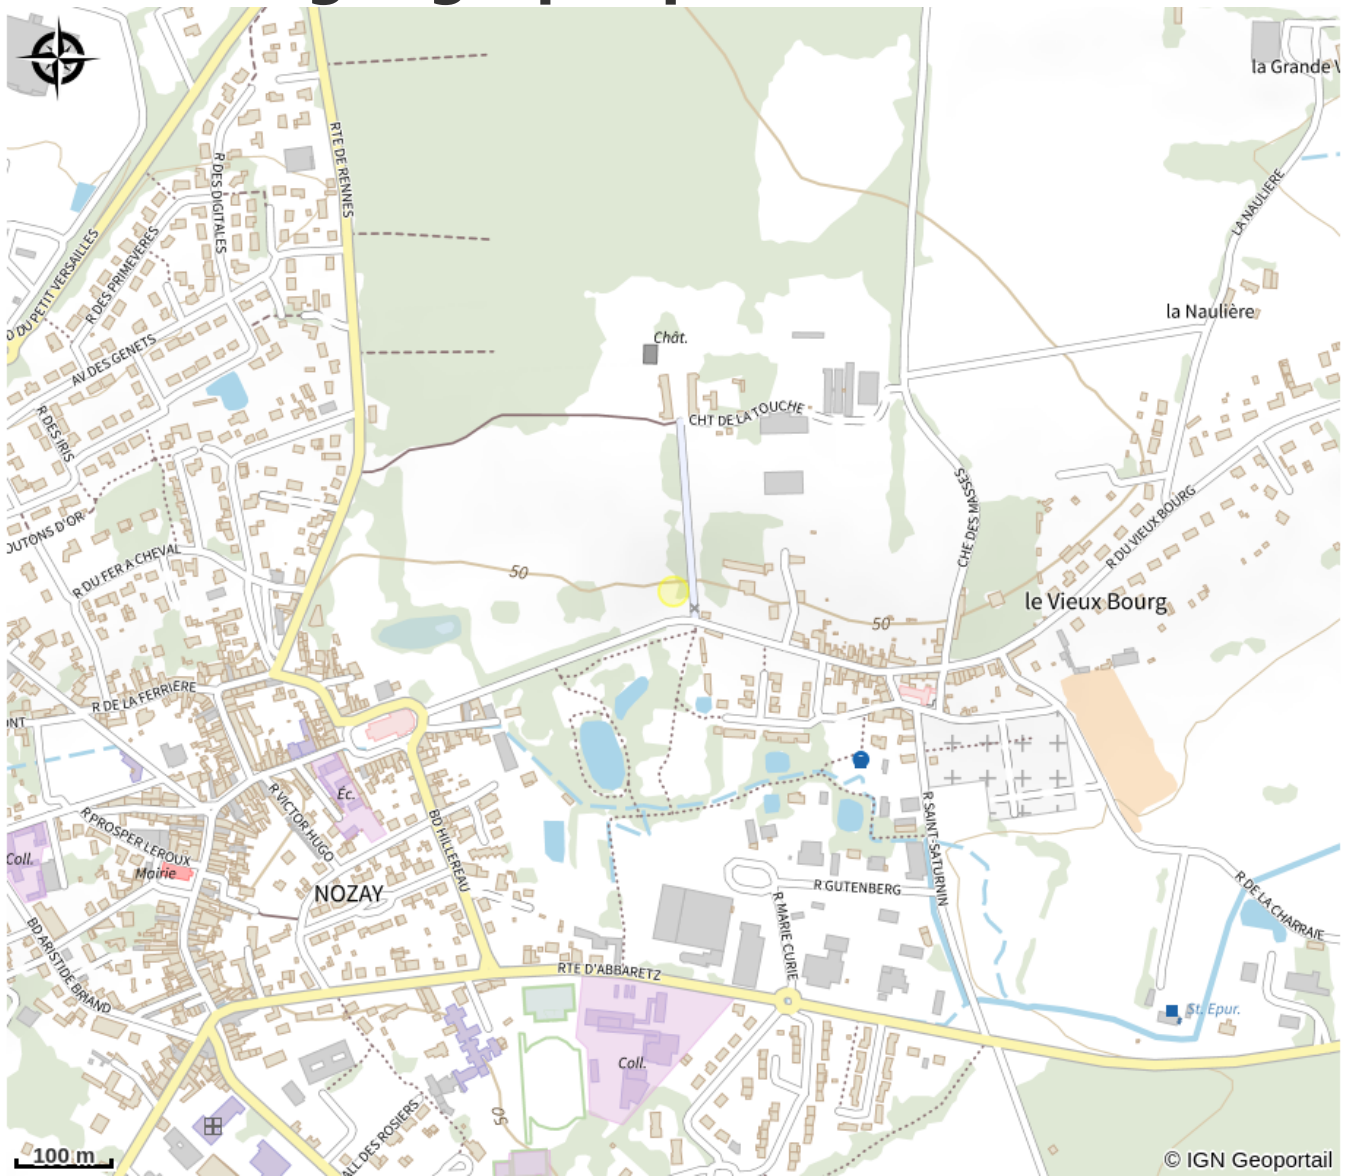 la Grande V
RTE DE RENNES
R DES DIGITALES
LA NAULIERE
D DU PETIT VERSAILLES
R DES PRIMEVERES
la Naulière
Chât.
AV DES GENETS
CHT DE LA TOUCHE
R DES IRIS
CHE DES MASSES
R DU VIEUX BOURG
OUTONS D'OR
R DU FER A CHEVAL
50
le Vieux Bourg
50
R DE LA FERRIERE
ONT
R VICTOR HUGO
Éc.
BD HILLEREAU
R PROSPER LEROUX
Coll.
Mairie
NOZAY
R SAINT-SATURNIN
R GUTENBERG
R MARIE CURIE
R DE LA CHARRAIE
BD ARISTIDE BRIAND
RTE D'ABBARETZ
St. Epur.
Coll.
50
ALL DES ROSIERS
100 m
© IGN Geoportail